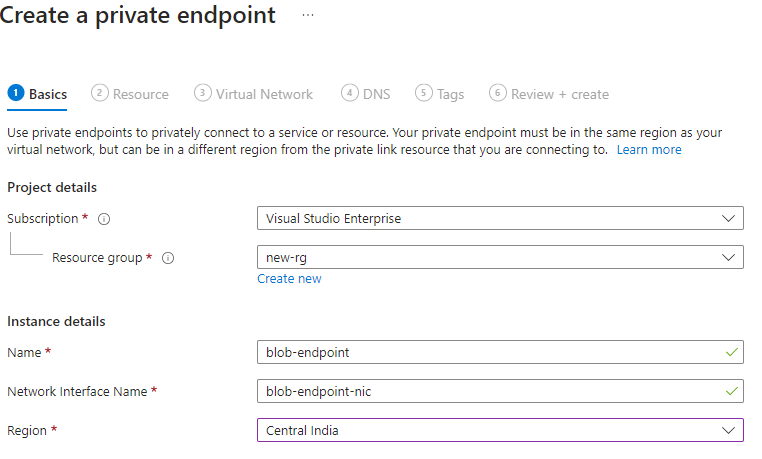 Create a private endpoint ...
1 Basics 2 Resource 3 Virtual Network 4 DNS 5 Tags 6 Review + create
Use private endpoints to privately connect to a service or resource. Your private endpoint must be in the same region as your
virtual network, but can be in a different region from the private link resource that you are connecting to. Learn more
Project details
Subscription * Visual Studio Enterprise
Resource group * new-rg
Create new
Instance details
Name * blob-endpoint
Network Interface Name * blob-endpoint-nic
Region * Central India